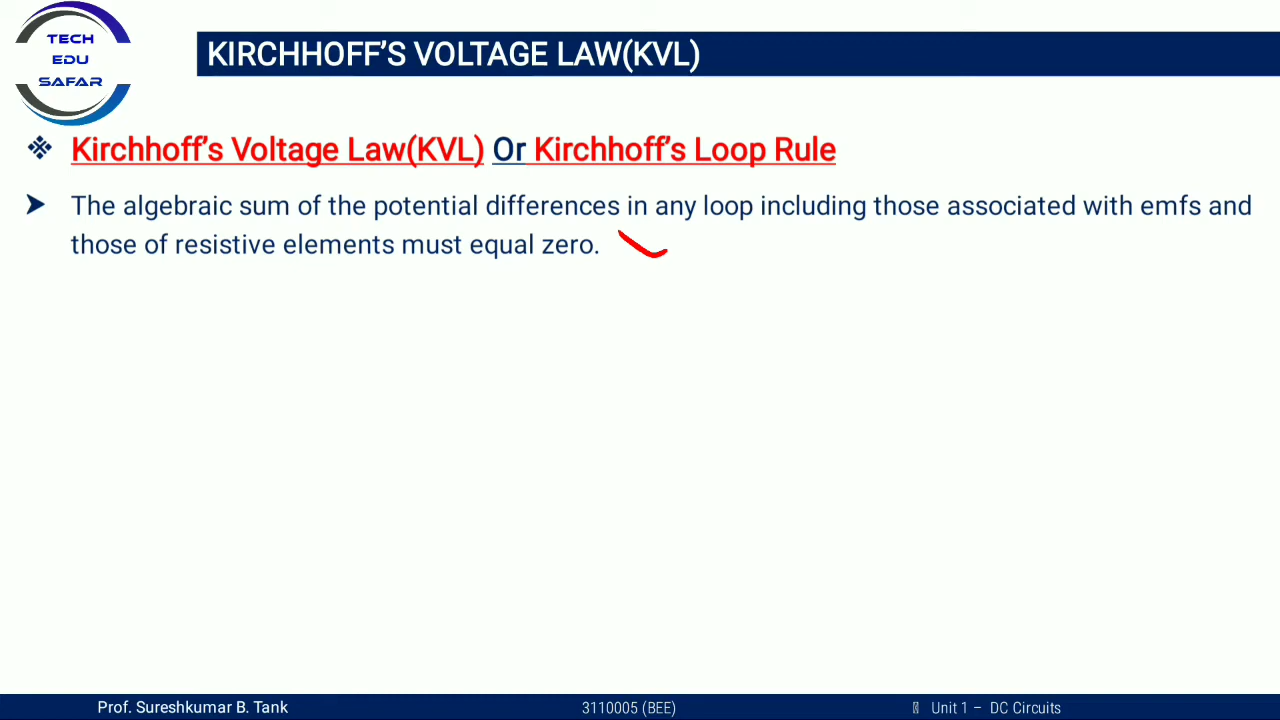 TECH
EDU
SAFAR
KIRCHHOFF’S VOLTAGE LAW(KVL)
Kirchhoff’s Voltage Law(KVL) Or Kirchhoff’s Loop Rule
The algebraic sum of the potential differences in any loop including those associated with emfs and
those of resistive elements must equal zero.
Prof. Sureshkumar B. Tank
3110005 (BEE)
Unit 1 – DC Circuits